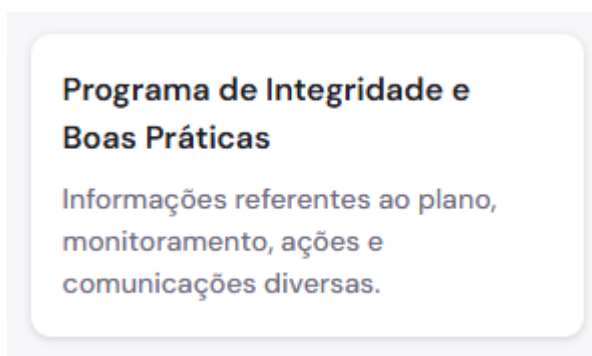 Programa de Integridade e
Boas Práticas
Informações referentes ao plano,
monitoramento, ações e
comunicações diversas.